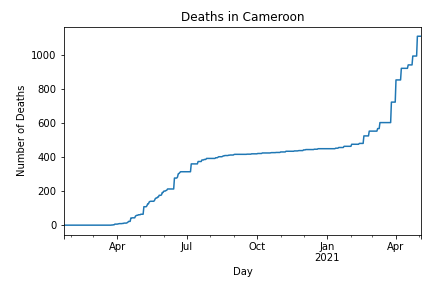 Deaths in Cameroon
Number of Deaths
1000
800
600
400
200
0
Apr
Jul
Oct
Jan
2021
Apr
Day